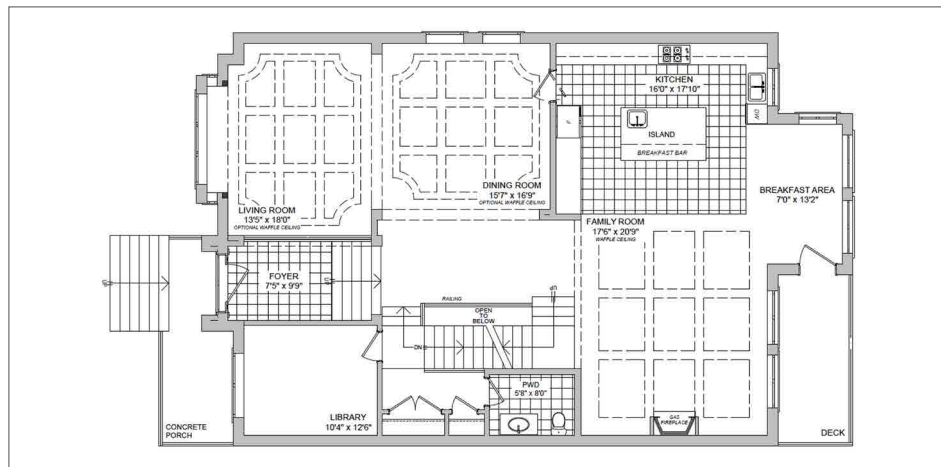 KITCHEN
16'0" x 17'10"
F
DW
ISLAND
BREAKFAST BAR
LIVING ROOM
13'5" x 18'0"
OPTIONAL WAFFLE CEILING
DINING ROOM
15'7" x 16'9"
OPTIONAL WAFFLE CEILING
BREAKFAST AREA
7'0" x 13'2"
FAMILY ROOM
17'6" x 20'9"
WAFFLE CEILING
UP
FOYER
7'5" x 9'9"
UP
UP
RAILING
OPEN
TO
BELOW
DN
PWD
5'8" x 8'0"
LIBRARY
10'4" x 12'6"
GAS
FIREPLACE
CONCRETE
PORCH
DECK